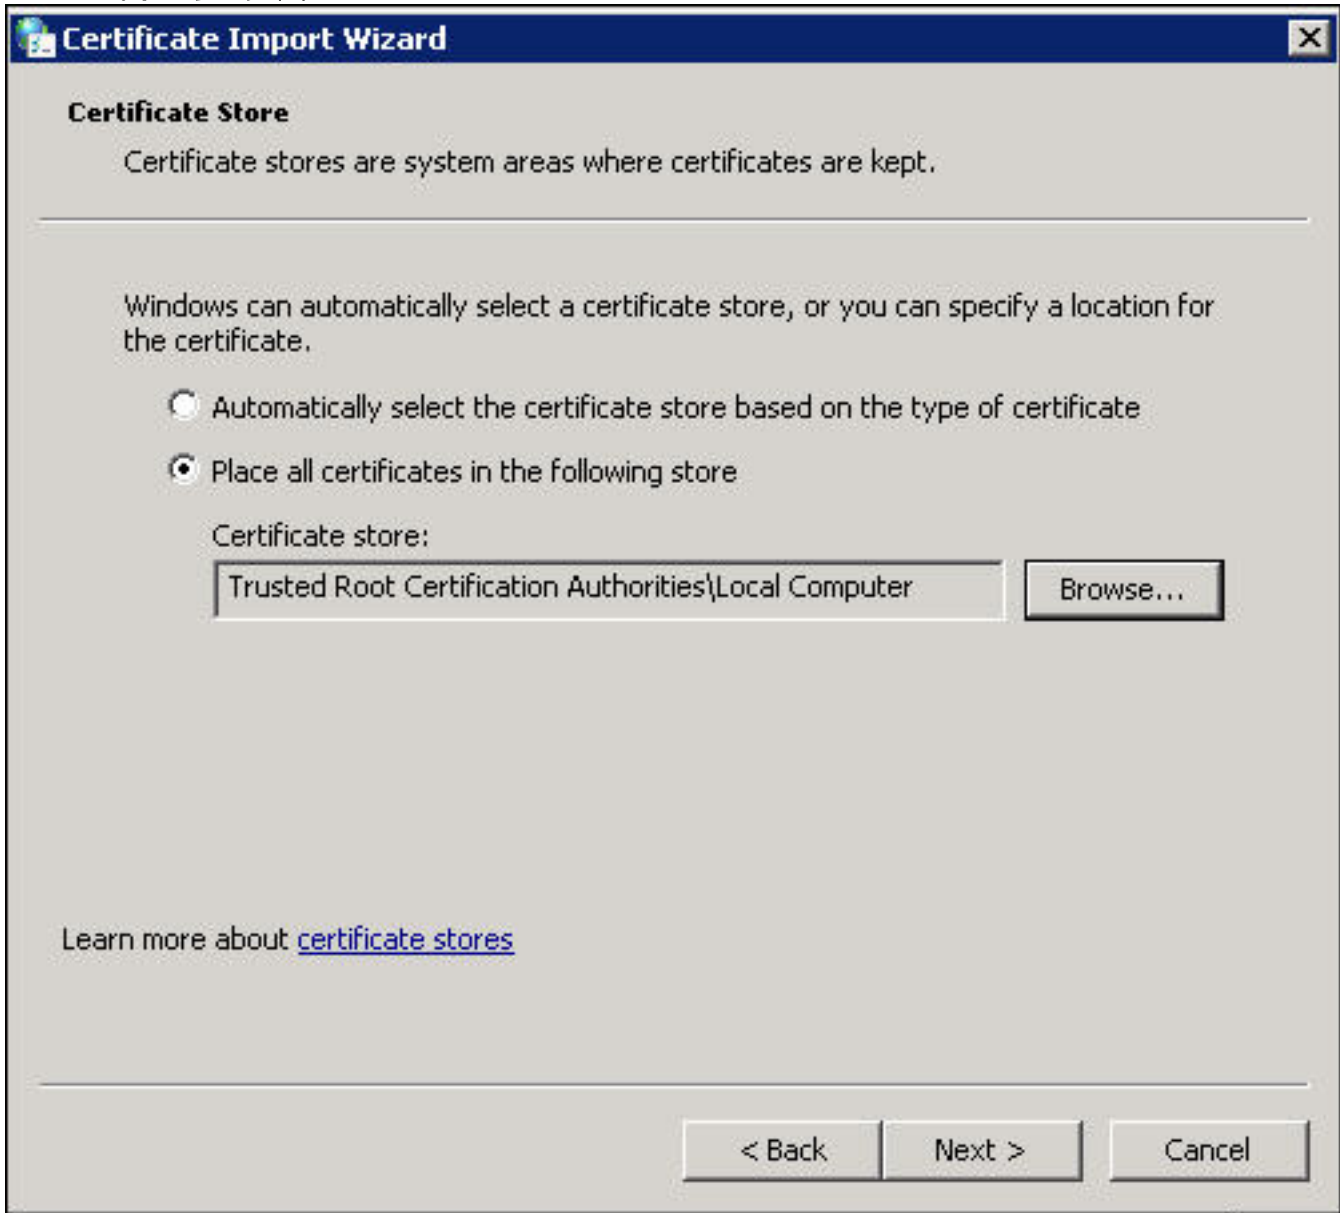 Certificate Import Wizard
Certificate Store
Certificate stores are system areas where certificates are kept.
Windows can automatically select a certificate store, or you can specify a location for
the certificate.
Automatically select the certificate store based on the type of certificate
Place all certificates in the following store
Certificate store:
Trusted Root Certification Authorities\Local Computer
Browse...
Learn more about certificate stores
< Back
Next >
Cancel